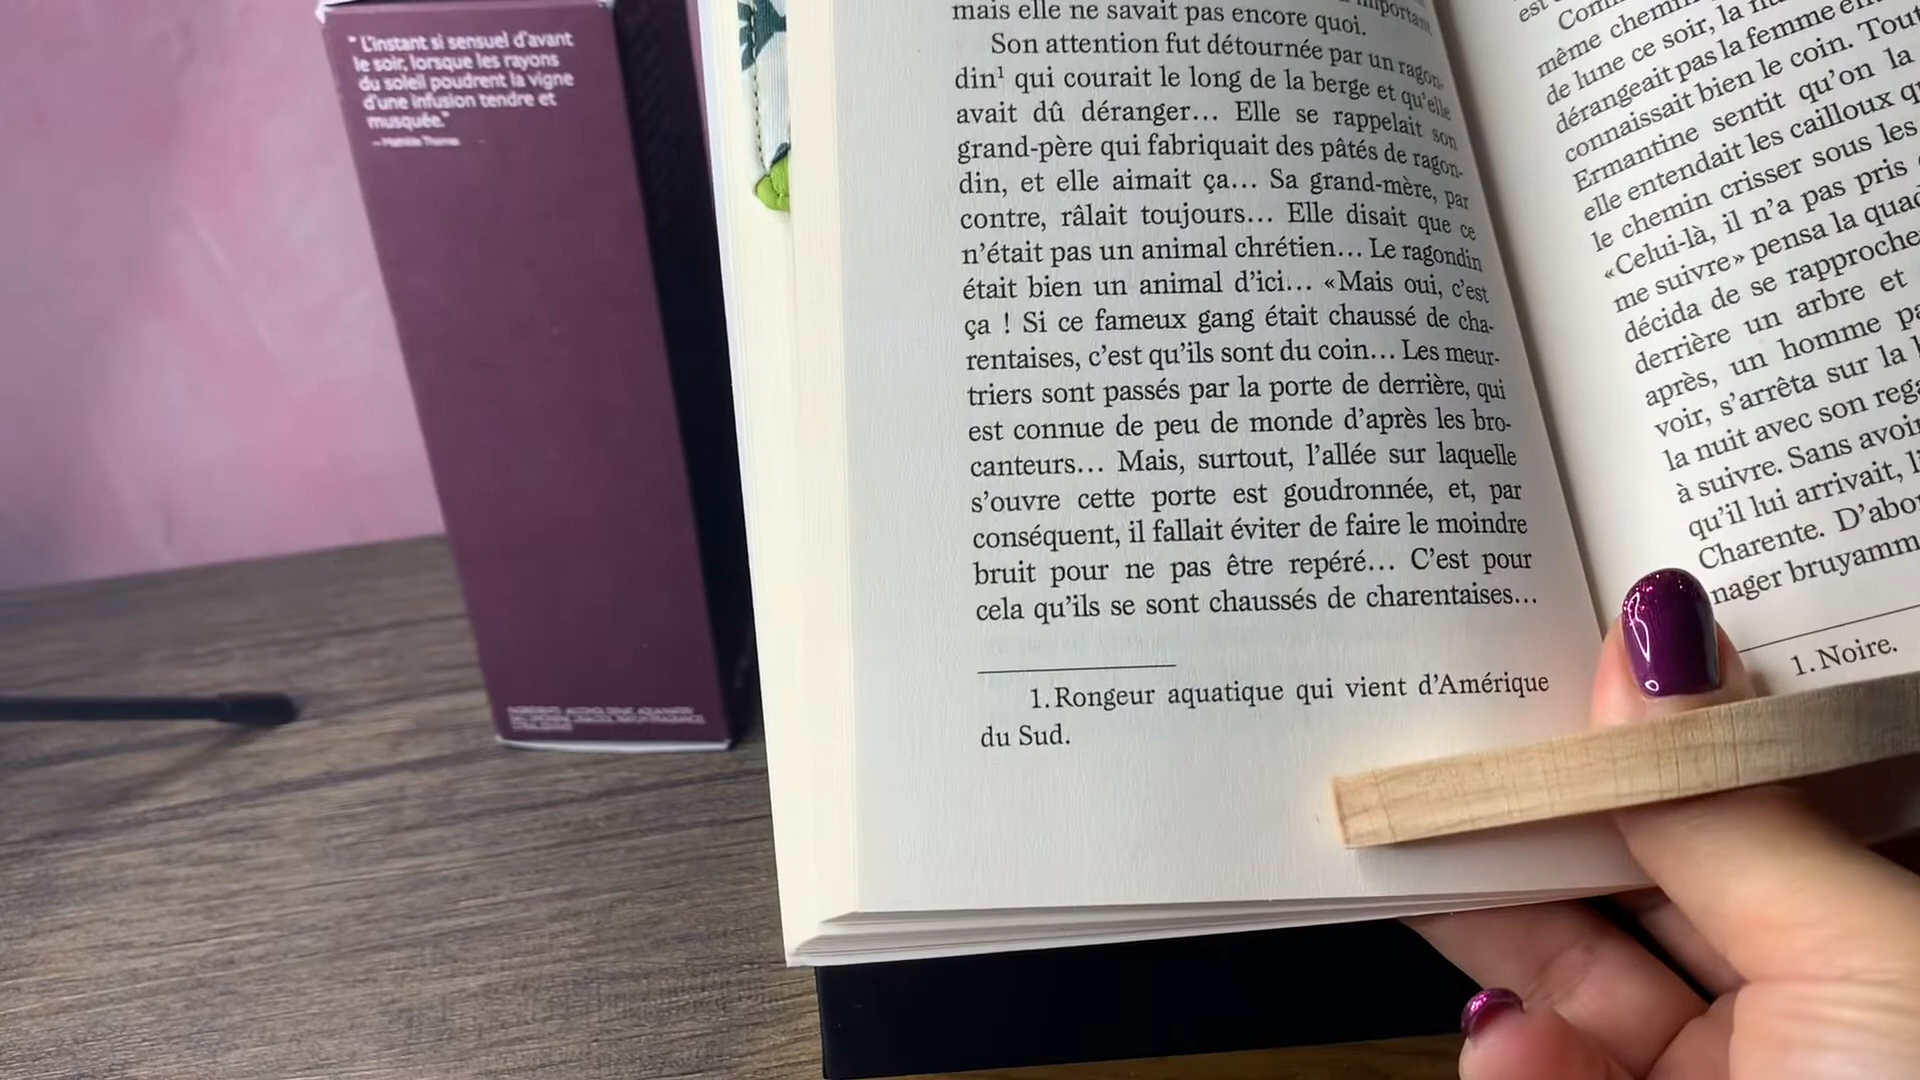 " L'instant si sensuel d'avant
le soir, lorsque les rayons
du soleil poudrent la vigne
d'une infusion tendre et
musquée."
– Mathilde Thomas
important
mais elle ne savait pas encore quoi.
Son attention fut détournée par un ragon-
din¹ qui courait le long de la berge et qu'elle
avait dû déranger… Elle se rappelait son
grand-père qui fabriquait des pâtés de ragon-
din, et elle aimait ça… Sa grand-mère, par
contre, râlait toujours… Elle disait que ce
n'était pas un animal chrétien… Le ragondin
était bien un animal d'ici… «Mais oui, c'est
ça ! Si ce fameux gang était chaussé de cha-
rentaises, c'est qu'ils sont du coin… Les meur-
triers sont passés par la porte de derrière, qui
est connue de peu de monde d'après les bro-
canteurs… Mais, surtout, l'allée sur laquelle
s'ouvre cette porte est goudronnée, et, par
conséquent, il fallait éviter de faire le moindre
bruit pour ne pas être repéré… C'est pour
cela qu'ils se sont chaussés de charentaises…
1. Rongeur aquatique qui vient d'Amérique
du Sud.
est
même chemin
de lune ce soir, la
dérangeait pas la femme
connaissait bien le coin. Tout
Ermantine sentit qu'on la
elle entendait les cailloux
le chemin crisser sous les
«Celui-là, il n'a pas pris
me suivre» pensa la
décida de se rapprocher
derrière un arbre et
après, un homme
voir, s'arrêta sur la
la nuit avec son
à suivre. Sans avoir
qu'il lui arrivait,
Charente. D'abord
nager
1. Noire.